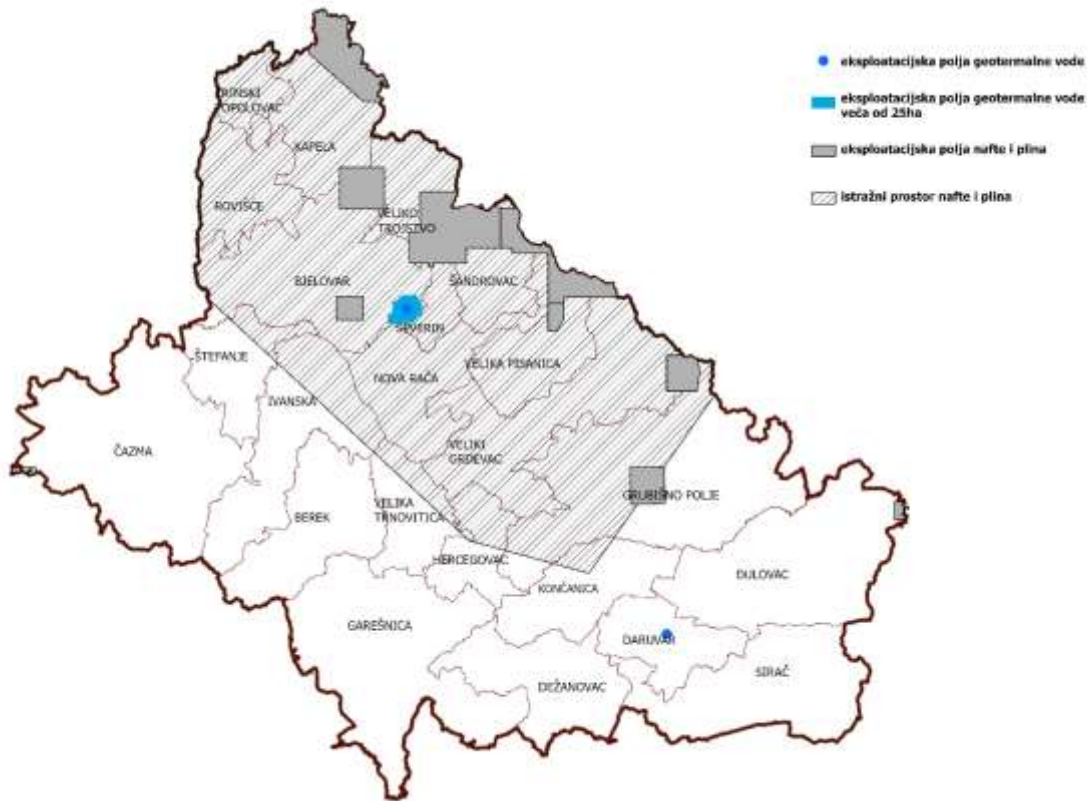 eksploatacijska polja geotermalne vode
eksploatacijska polja geotermalne vode
veća od 25ha
eksploatacijska polja nafte i plina
istražni prostor nafte i plina
KAPELA
ROVIŠĆE
VELIKO
TROJSTVO
BJELOVAR
ŠANDROVAC
SEVERIN
ŠTEFANJE
NOVA RAČA
VELIKA PISANICA
IVANSKA
ČAZMA
VELIKI
GRĐEVAC
BEREK
VELIKA
TRNOVITICA
GRUBIŠNO POLJE
HERCEGOVAC
KONČANICA
ĐULOVAC
GAREŠNICA
DARUVAR
SIRAČ
DEŽANOVAC